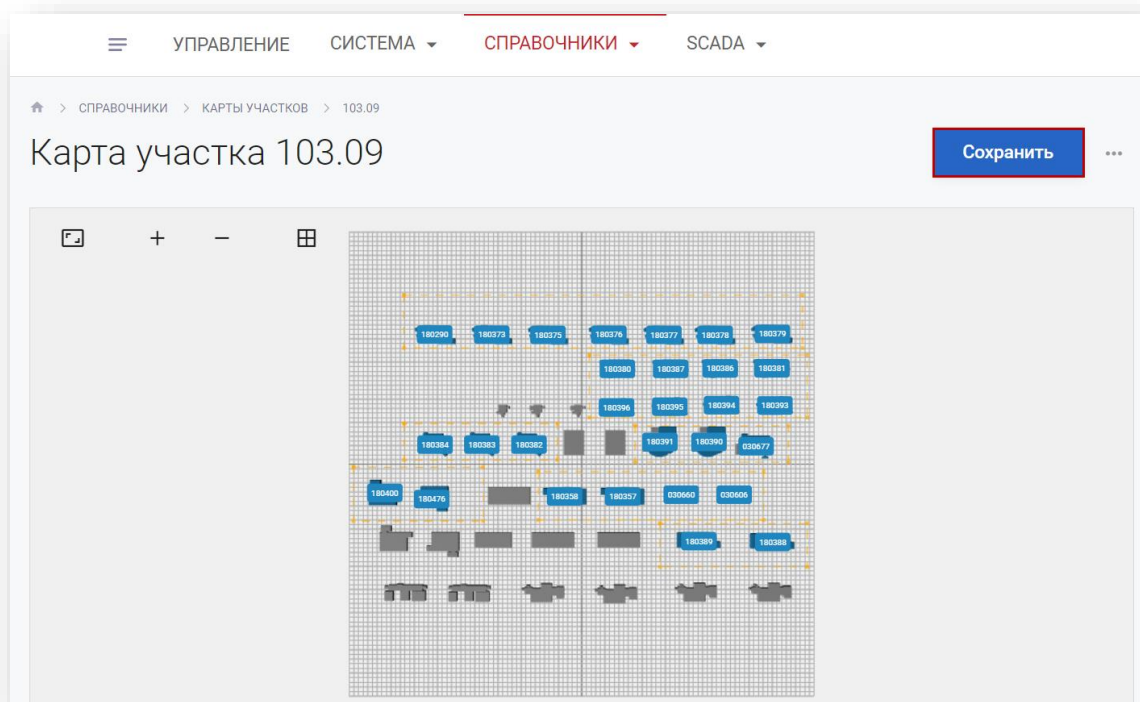 УПРАВЛЕНИЕ СИСТЕМА СПРАВОЧНИКИ SCADA
> СПРАВОЧНИКИ > КАРТЫ УЧАСТКОВ > 103.09
Карта участка 103.09
Сохранить
180290 180373 180375 180376 180377 180378 180379
180380 180387 180386 180381
180396 180395 180394 180393
180384 180383 180382 180391 180390 030677
180400 180476 180358 180357 030660 030606
180389 180388